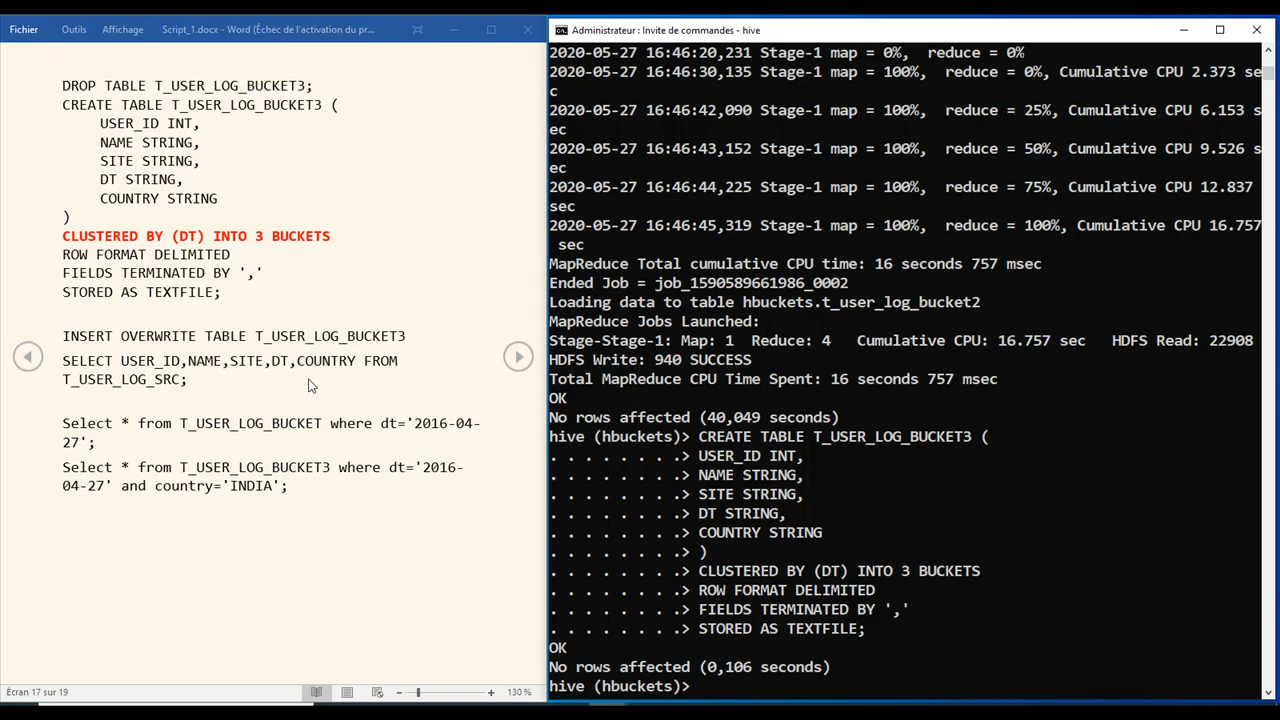 Fichier Outils Affichage Script_1.docx - Word (Échec de l'activation du pr...
DROP TABLE T_USER_LOG_BUCKET3;
CREATE TABLE T_USER_LOG_BUCKET3 (
USER_ID INT,
NAME STRING,
SITE STRING,
DT STRING,
COUNTRY STRING
)
CLUSTERED BY (DT) INTO 3 BUCKETS
ROW FORMAT DELIMITED
FIELDS TERMINATED BY ','
STORED AS TEXTFILE;
INSERT OVERWRITE TABLE T_USER_LOG_BUCKET3
SELECT USER_ID,NAME,SITE,DT,COUNTRY FROM
T_USER_LOG_SRC;
Select * from T_USER_LOG_BUCKET where dt='2016-04-
27';
Select * from T_USER_LOG_BUCKET3 where dt='2016-
04-27' and country='INDIA';
Écran 17 sur 19
130 %
Administrateur : Invite de commandes - hive
2020-05-27 16:46:20,231 Stage-1 map = 0%,  reduce = 0%
2020-05-27 16:46:30,135 Stage-1 map = 100%,  reduce = 0%, Cumulative CPU 2.373 se
c
2020-05-27 16:46:42,090 Stage-1 map = 100%,  reduce = 25%, Cumulative CPU 6.153 s
ec
2020-05-27 16:46:43,152 Stage-1 map = 100%,  reduce = 50%, Cumulative CPU 9.526 s
ec
2020-05-27 16:46:44,225 Stage-1 map = 100%,  reduce = 75%, Cumulative CPU 12.837
sec
2020-05-27 16:46:45,319 Stage-1 map = 100%,  reduce = 100%, Cumulative CPU 16.757
sec
MapReduce Total cumulative CPU time: 16 seconds 757 msec
Ended Job = job_1590589661986_0002
Loading data to table hbuckets.t_user_log_bucket2
MapReduce Jobs Launched:
Stage-Stage-1: Map: 1  Reduce: 4   Cumulative CPU: 16.757 sec   HDFS Read: 22908
HDFS Write: 940 SUCCESS
Total MapReduce CPU Time Spent: 16 seconds 757 msec
OK
No rows affected (40,049 seconds)
hive (hbuckets)> CREATE TABLE T_USER_LOG_BUCKET3 (
. . . . . . . .> USER_ID INT,
. . . . . . . .> NAME STRING,
. . . . . . . .> SITE STRING,
. . . . . . . .> DT STRING,
. . . . . . . .> COUNTRY STRING
. . . . . . . .> )
. . . . . . . .> CLUSTERED BY (DT) INTO 3 BUCKETS
. . . . . . . .> ROW FORMAT DELIMITED
. . . . . . . .> FIELDS TERMINATED BY ','
. . . . . . . .> STORED AS TEXTFILE;
OK
No rows affected (0,106 seconds)
hive (hbuckets)>